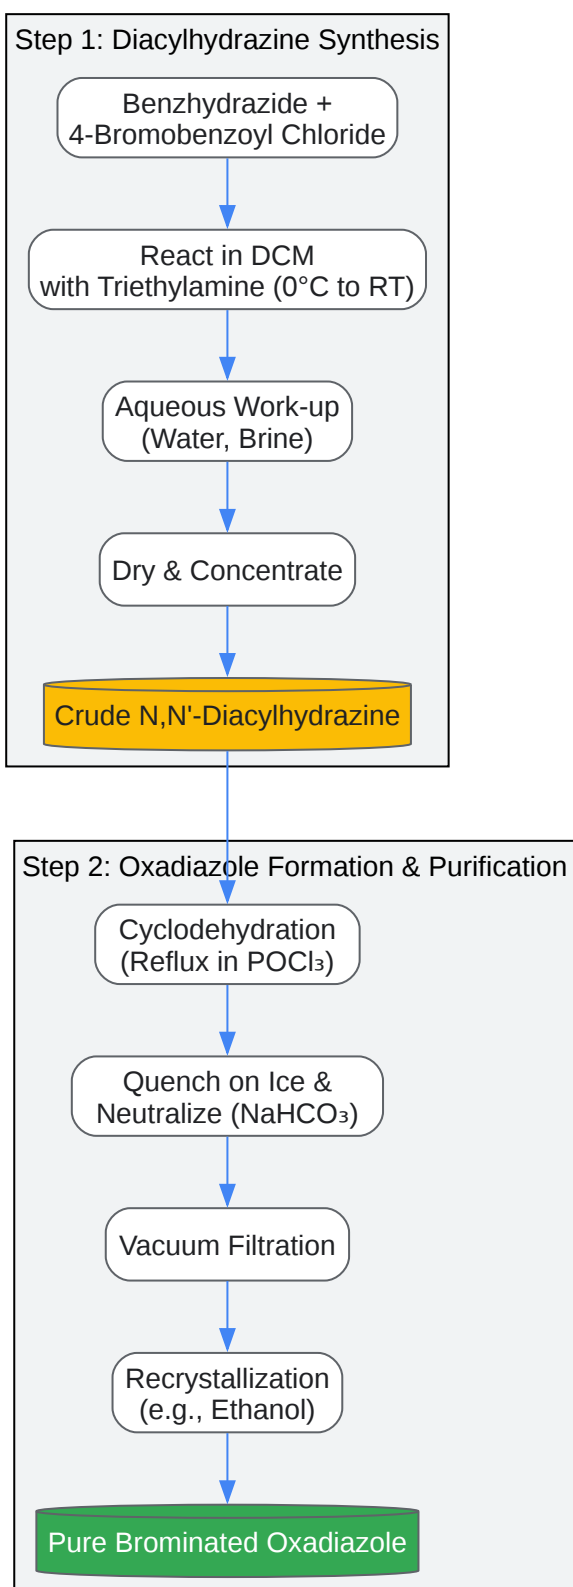 Step 1: Diacylhydrazine Synthesis
Benzhydrazide +
4-Bromobenzoyl Chloride
React in DCM
with Triethylamine (0°C to RT)
Aqueous Work-up
(Water, Brine)
Dry & Concentrate
Crude N,N'-Diacylhydrazine
Step 2: Oxadiazole Formation & Purification
Cyclodehydration
(Reflux in POCl₃)
Quench on Ice &
Neutralize (NaHCO₃)
Vacuum Filtration
Recrystallization
(e.g., Ethanol)
Pure Brominated Oxadiazole